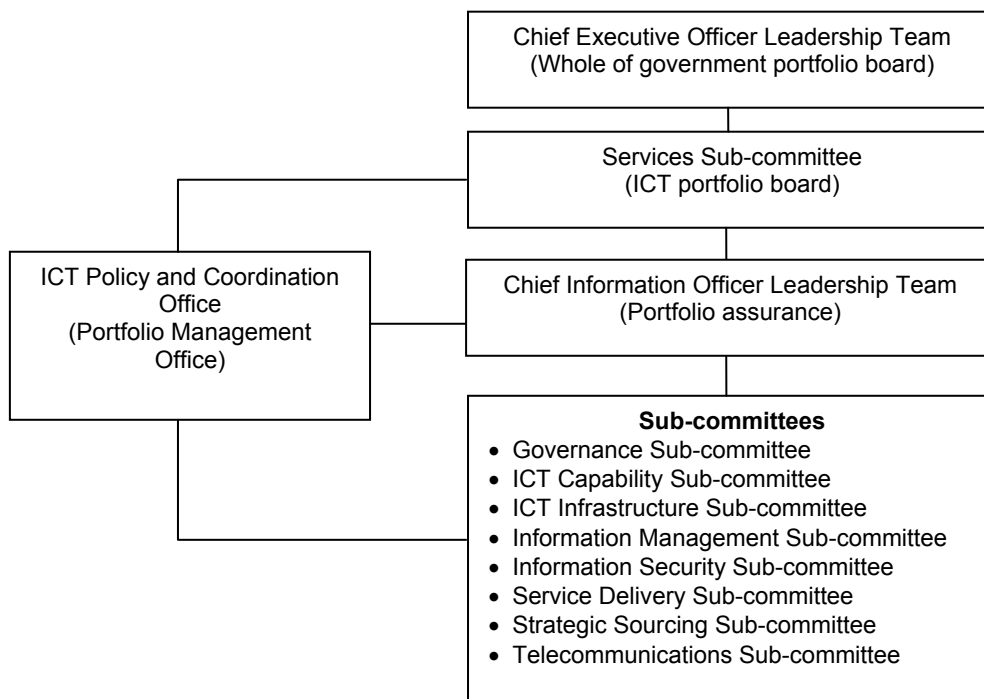 Chief Executive Officer Leadership Team
(Whole of government portfolio board)
Services Sub-committee
(ICT portfolio board)
ICT Policy and Coordination
Office
(Portfolio Management
Office)
Chief Information Officer Leadership Team
(Portfolio assurance)
Sub-committees
• Governance Sub-committee
• ICT Capability Sub-committee
• ICT Infrastructure Sub-committee
• Information Management Sub-committee
• Information Security Sub-committee
• Service Delivery Sub-committee
• Strategic Sourcing Sub-committee
• Telecommunications Sub-committee